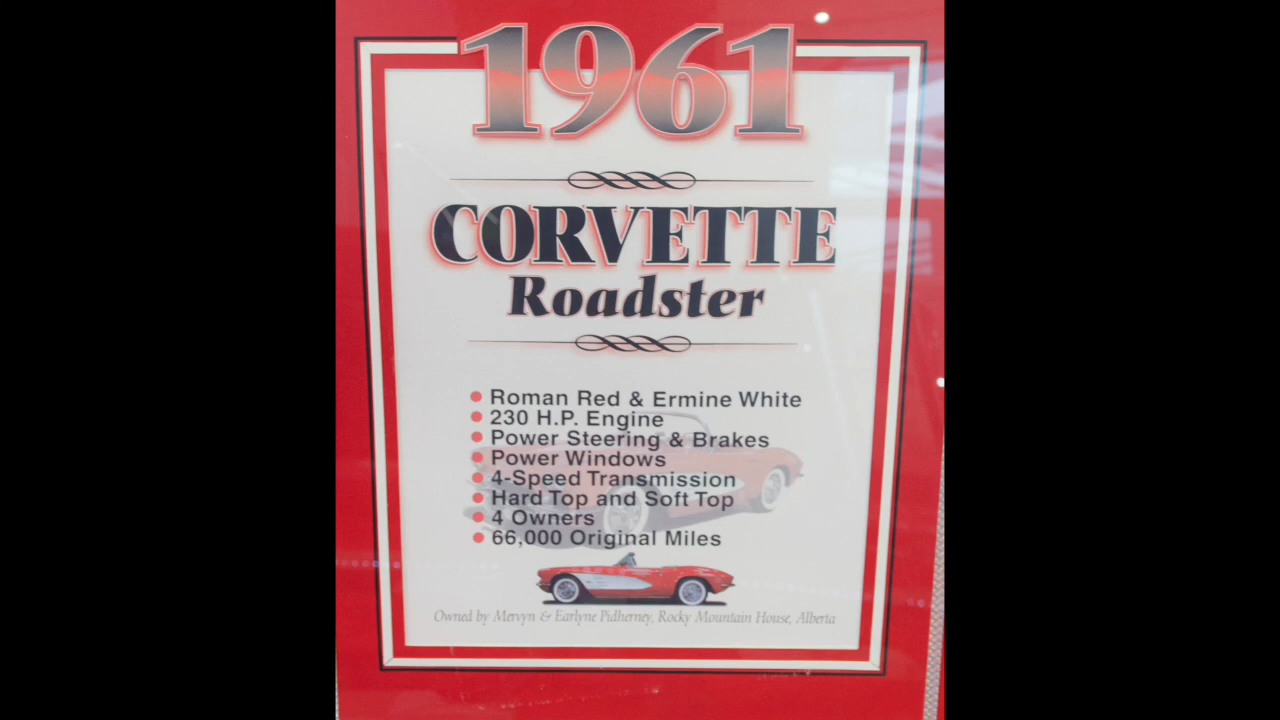 1961
CORVETTE
Roadster
Roman Red & Ermine White
230 H.P. Engine
Power Steering & Brakes
Power Windows
4-Speed Transmission
Hard Top and Soft Top
4 Owners
66,000 Original Miles
Owned by Mervyn & Earlyne Pidherney, Rocky Mountain House, Alberta